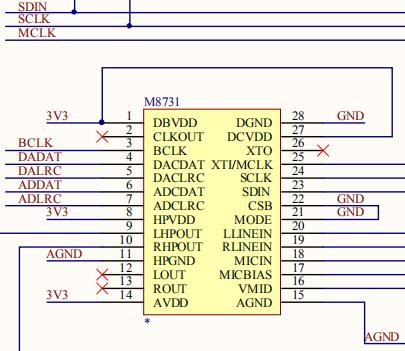 SDIN
SCLK
MCLK
M8731
3V3 1 DBVDD DGND 28 GND
2 CLKOUT DCVDD 27
BCLK 3 BCLK XTO 26
DADAT 4 DACDAT XTI/MCLK 25
DALRC 5 DACLRC SCLK 24
ADDAT 6 ADCDAT SDIN 23
ADLRC 7 ADCLRC CSB 22 GND
3V3 8 HPVDD MODE 21 GND
9 LHPOUT LLINEIN 20
10 RHPOUT RLINEIN 19
AGND 11 HPGND MICIN 18
12 LOUT MICBIAS 17
13 ROUT VMID 16
3V3 14 AVDD AGND 15
*
AGND